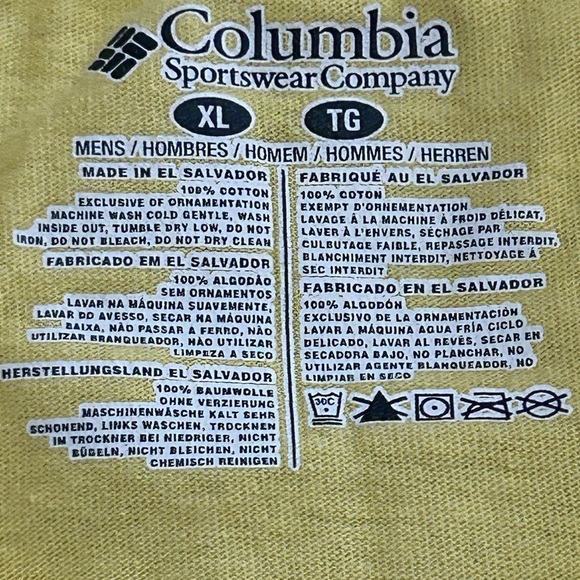 Columbia
Sportswear Company
XL TG
MENS / HOMBRES / HOMEM / HOMMES / HERREN
MADE IN EL SALVADOR
100% COTTON
EXCLUSIVE OF ORNAMENTATION
MACHINE WASH COLD GENTLE, WASH
INSIDE OUT, TUMBLE DRY LOW, DO NOT
IRON, DO NOT BLEACH, DO NOT DRY CLEAN
FABRICADO EM EL SALVADOR
100% ALGODÃO
SEM ORNAMENTOS
LAVAR NA MÁQUINA SUAVEMENTE,
LAVAR DO AVESSO, SECAR NA MÁQUINA
BAIXA, NÃO PASSAR A FERRO, NÃO
UTILIZAR BRANQUEADOR, NÃO UTILIZAR
LIMPEZA A SECO
HERSTELLUNGSLAND EL SALVADOR
100% BAUMWOLLE
OHNE VERZIERUNG
MASCHINENWÄSCHE KALT SEHR
SCHONEND, LINKS WASCHEN, TROCKNEN
IM TROCKNER BEI NIEDRIGER, NICHT
BÜGELN, NICHT BLEICHEN, NICHT
CHEMISCH REINIGEN
FABRIQUÉ AU EL SALVADOR
100% COTON
EXEMPT D'ORNEMENTATION
LAVAGE À LA MACHINE À FROID DÉLICAT,
LAVER À L'ENVERS, SÉCHAGE PAR
CULBUTAGE FAIBLE, REPASSAGE INTERDIT,
BLANCHIMENT INTERDIT, NETTOYAGE À
SEC INTERDIT
FABRICADO EN EL SALVADOR
100% ALGODÓN
EXCLUSIVO DE LA ORNAMENTACIÓN
LAVAR A MÁQUINA AGUA FRÍA CICLO
DELICADO, LAVAR AL REVÉS, SECAR EN
SECADORA BAJO, NO PLANCHAR, NO
UTILIZAR AGENTE BLANQUEADOR, NO
LIMPIAR EN SECO
30C